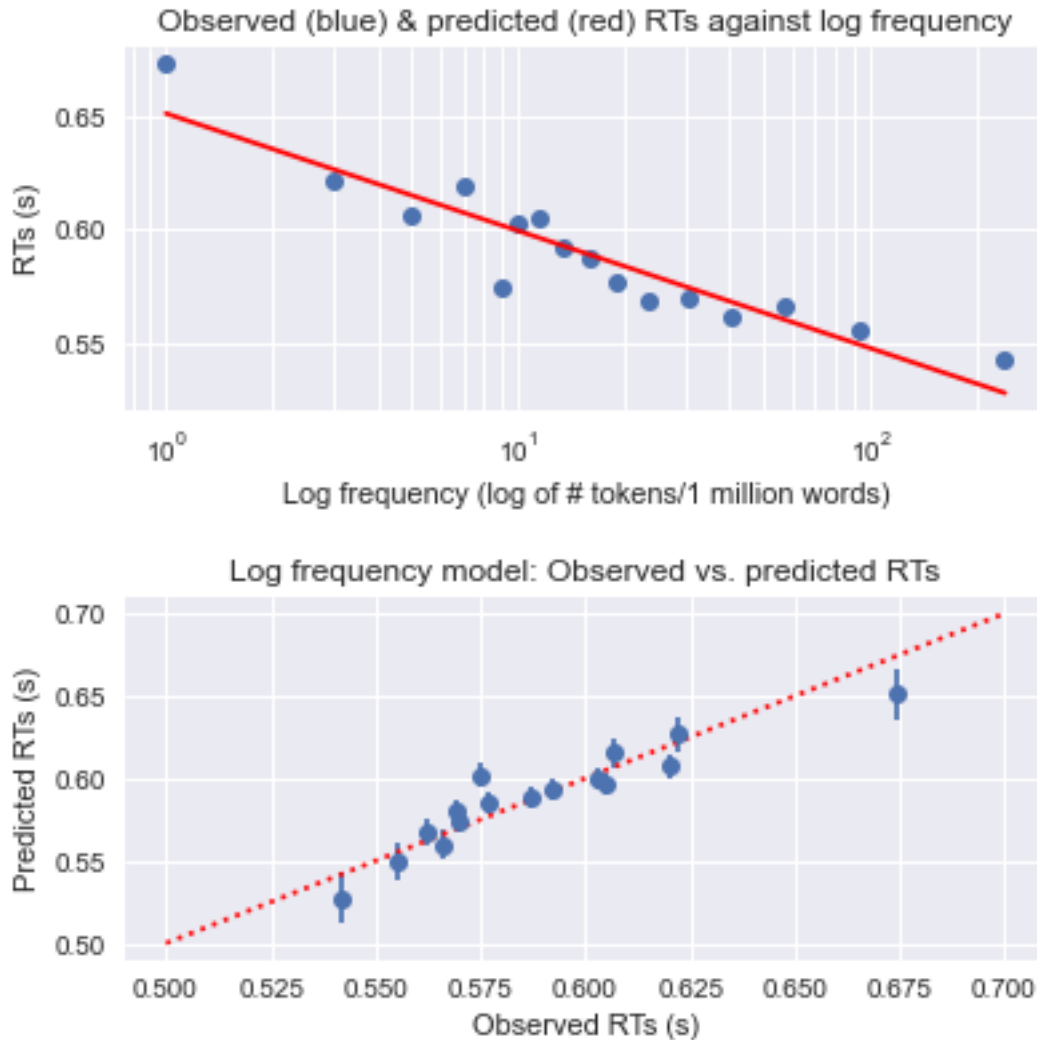 Observed (blue) & predicted (red) RTs against log frequency
RTs (s)
0.65
0.60
0.55
10⁰ 10¹ 10²
Log frequency (log of # tokens/1 million words)
Log frequency model: Observed vs. predicted RTs
Predicted RTs (s)
0.70
0.65
0.60
0.55
0.50
0.500 0.525 0.550 0.575 0.600 0.625 0.650 0.675 0.700
Observed RTs (s)